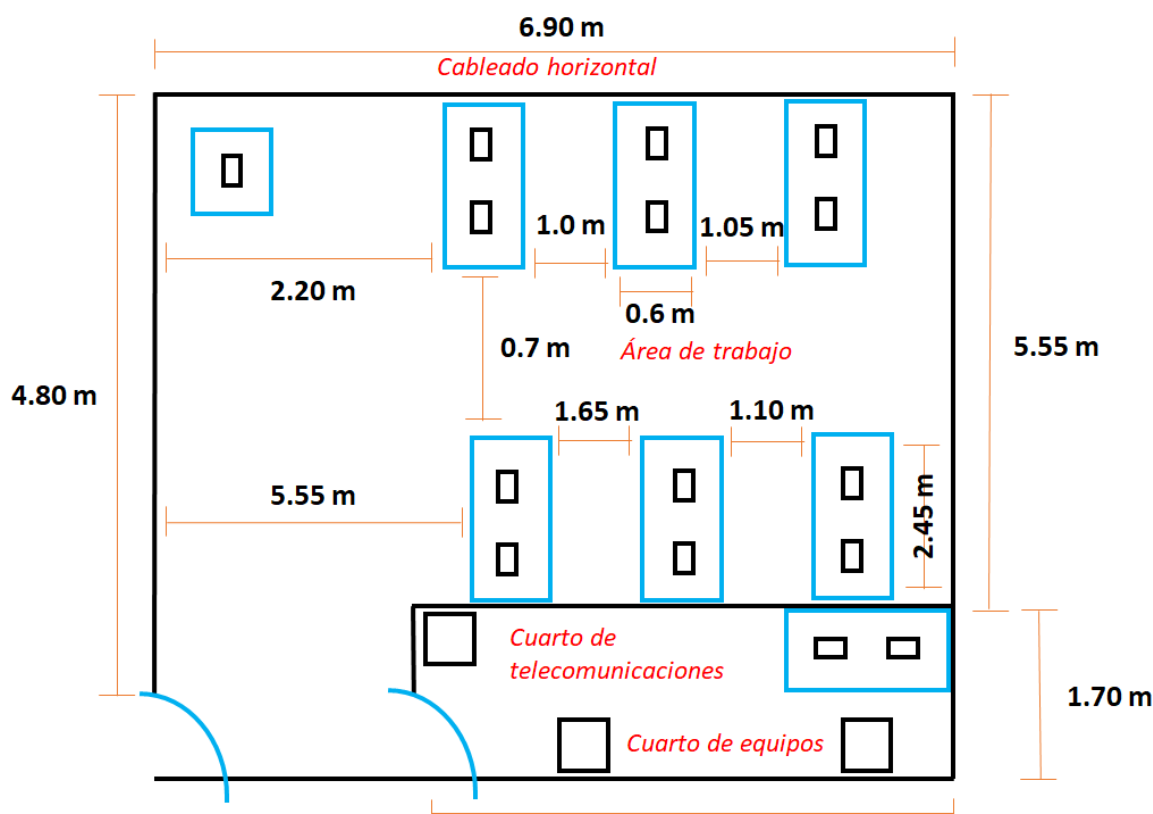 6.90 m
Cableado horizontal
1.0 m
1.05 m
2.20 m
0.6 m
0.7 m
Área de trabajo
5.55 m
4.80 m
1.65 m
1.10 m
5.55 m
2.45 m
Cuarto de
telecomunicaciones
1.70 m
Cuarto de equipos